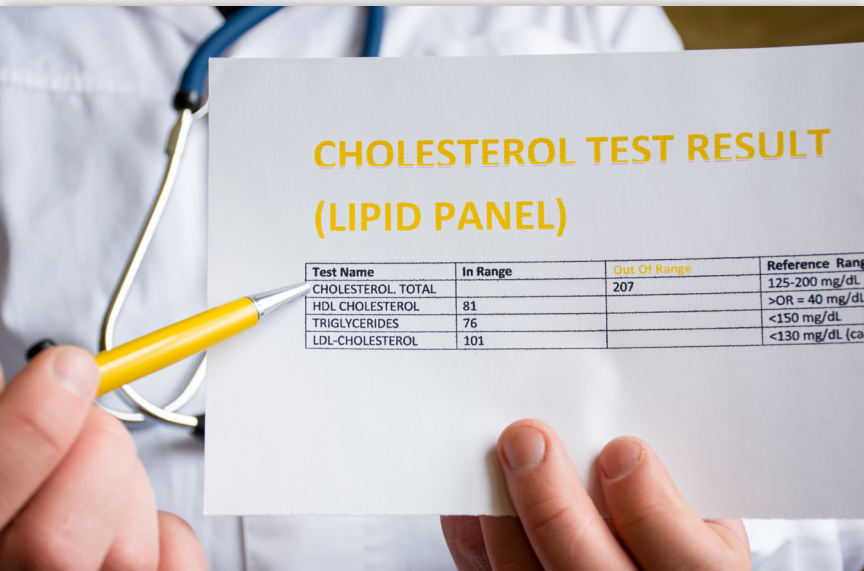 CHOLESTEROL TEST RESULT
(LIPID PANEL)
Test Name In Range Out Of Range Reference
CHOLESTEROL. TOTAL 207 125-200 mg/dL
HDL CHOLESTEROL 81 >OR = 40 mg/dL
TRIGLYCERIDES 76 <150 mg/dL
LDL-CHOLESTEROL 101 <130 mg/dL